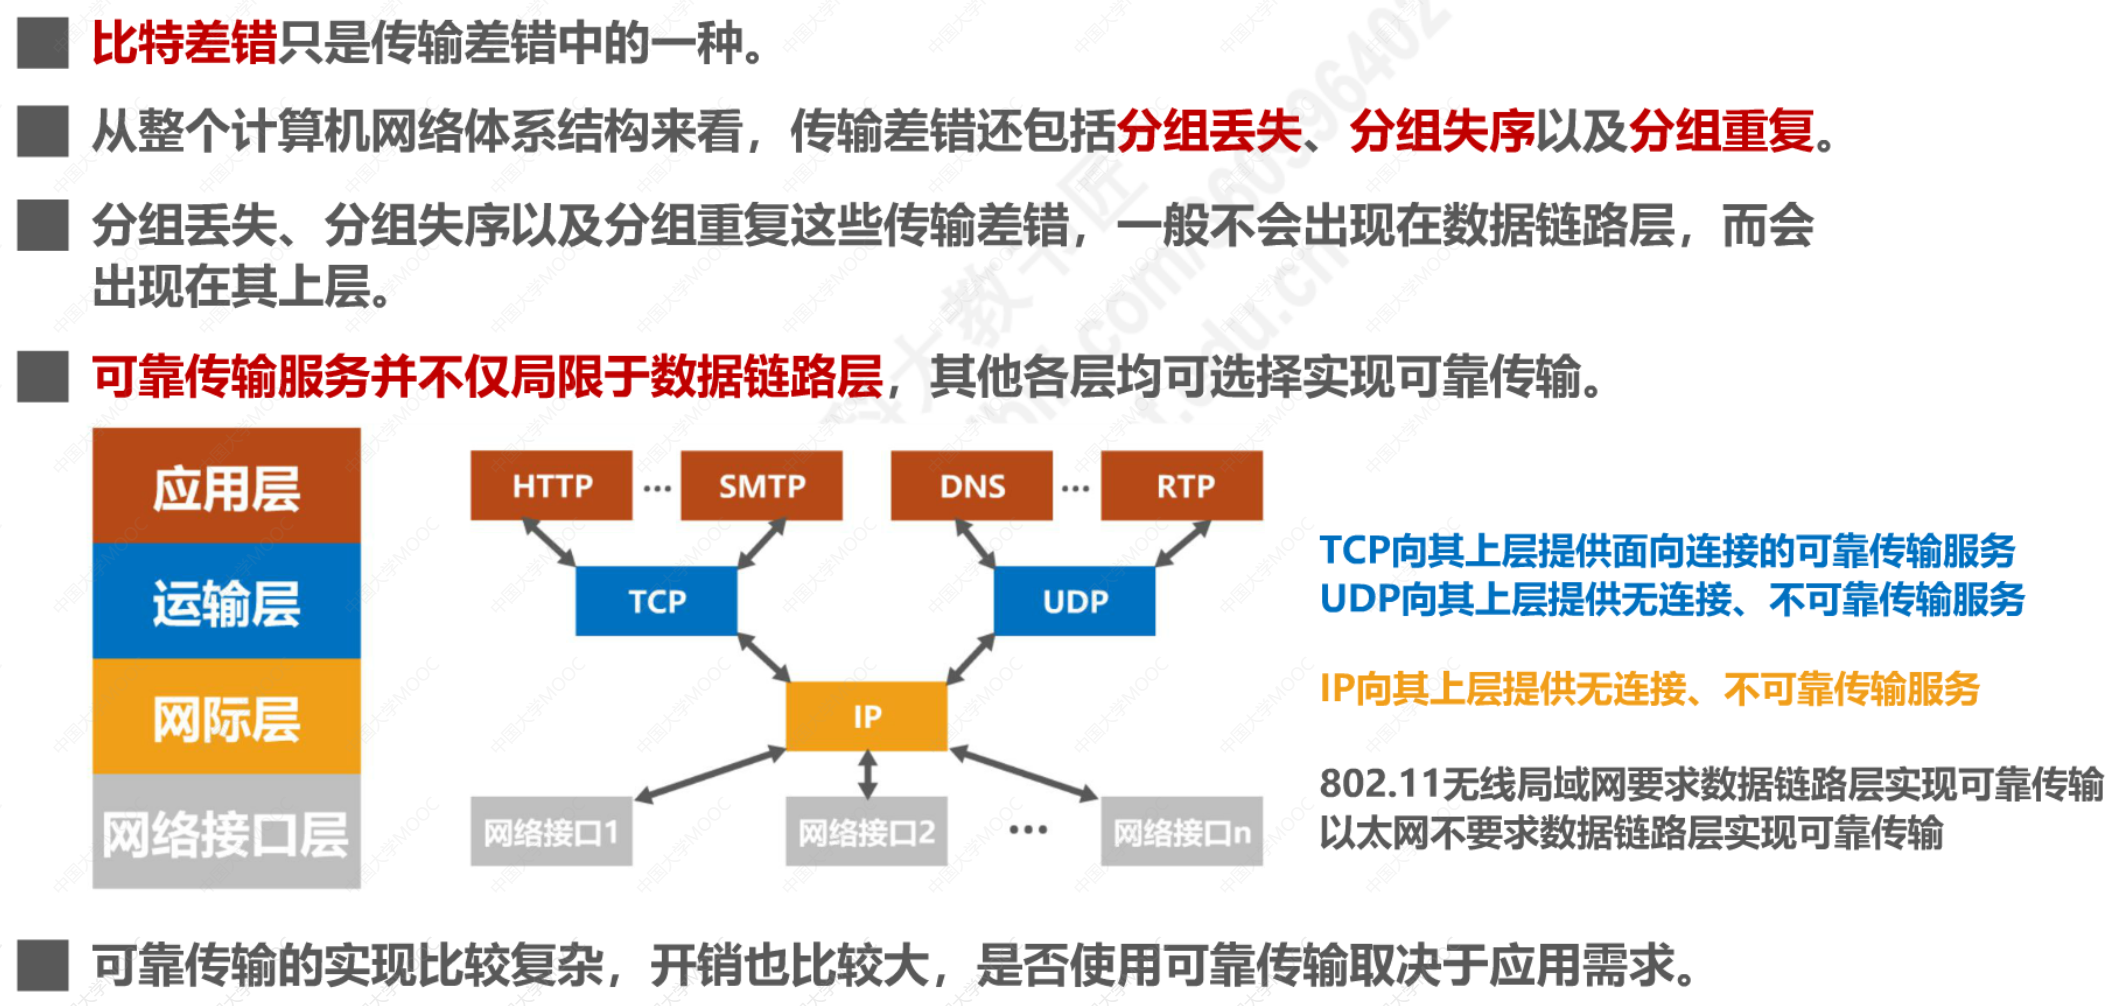 比特差错只是传输差错中的一种。
从整个计算机网络体系结构来看，传输差错还包括分组丢失、分组失序以及分组重复。
分组丢失、分组失序以及分组重复这些传输差错，一般不会出现在数据链路层，而会
出现在其上层。
可靠传输服务并不仅局限于数据链路层，其他各层均可选择实现可靠传输。
应用层
HTTP … SMTP DNS … RTP
TCP向其上层提供面向连接的可靠传输服务
运输层
TCP UDP
UDP向其上层提供无连接、不可靠传输服务
网际层
IP
IP向其上层提供无连接、不可靠传输服务
802.11无线局域网要求数据链路层实现可靠传输
网络接口层
网络接口1 网络接口2 … 网络接口n
以太网不要求数据链路层实现可靠传输
可靠传输的实现比较复杂，开销也比较大，是否使用可靠传输取决于应用需求。
中国大学MOOC